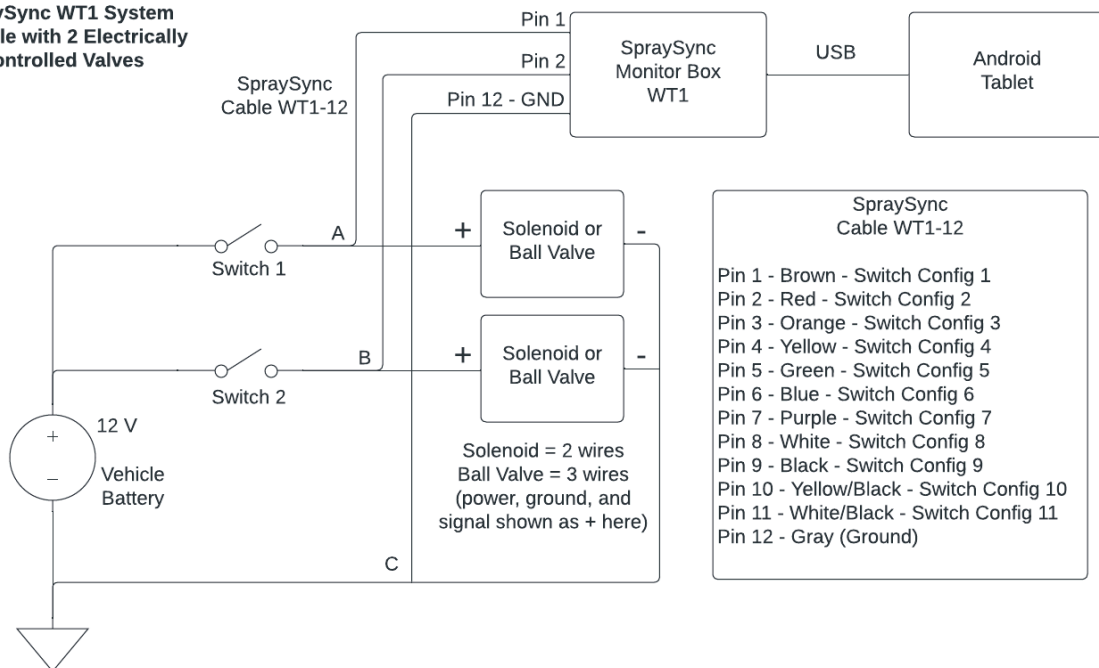 ySync WT1 System
le with 2 Electrically
ontrolled Valves
SpraySync
Cable WT1-12
Pin 1
Pin 2
Pin 12 - GND
SpraySync
Monitor Box
WT1
USB
Android
Tablet
A
Switch 1
+
Solenoid or
Ball Valve
-
B
Switch 2
+
Solenoid or
Ball Valve
-
12 V
+
−
Vehicle
Battery
Solenoid = 2 wires
Ball Valve = 3 wires
(power, ground, and
signal shown as + here)
C
SpraySync
Cable WT1-12
Pin 1 - Brown - Switch Config 1
Pin 2 - Red - Switch Config 2
Pin 3 - Orange - Switch Config 3
Pin 4 - Yellow - Switch Config 4
Pin 5 - Green - Switch Config 5
Pin 6 - Blue - Switch Config 6
Pin 7 - Purple - Switch Config 7
Pin 8 - White - Switch Config 8
Pin 9 - Black - Switch Config 9
Pin 10 - Yellow/Black - Switch Config 10
Pin 11 - White/Black - Switch Config 11
Pin 12 - Gray (Ground)